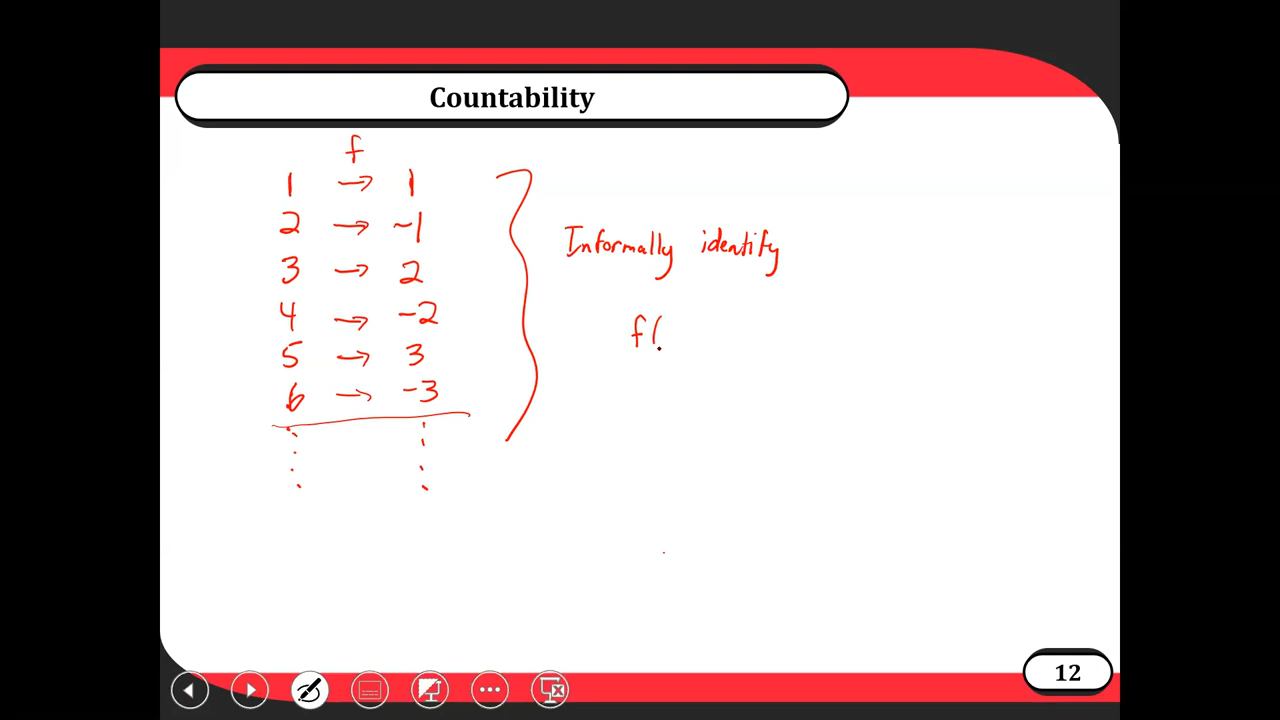 Countability
f
1 → 1
2 → -1
3 → 2
4 → -2
5 → 3
6 → -3
Informally identify
f(
12